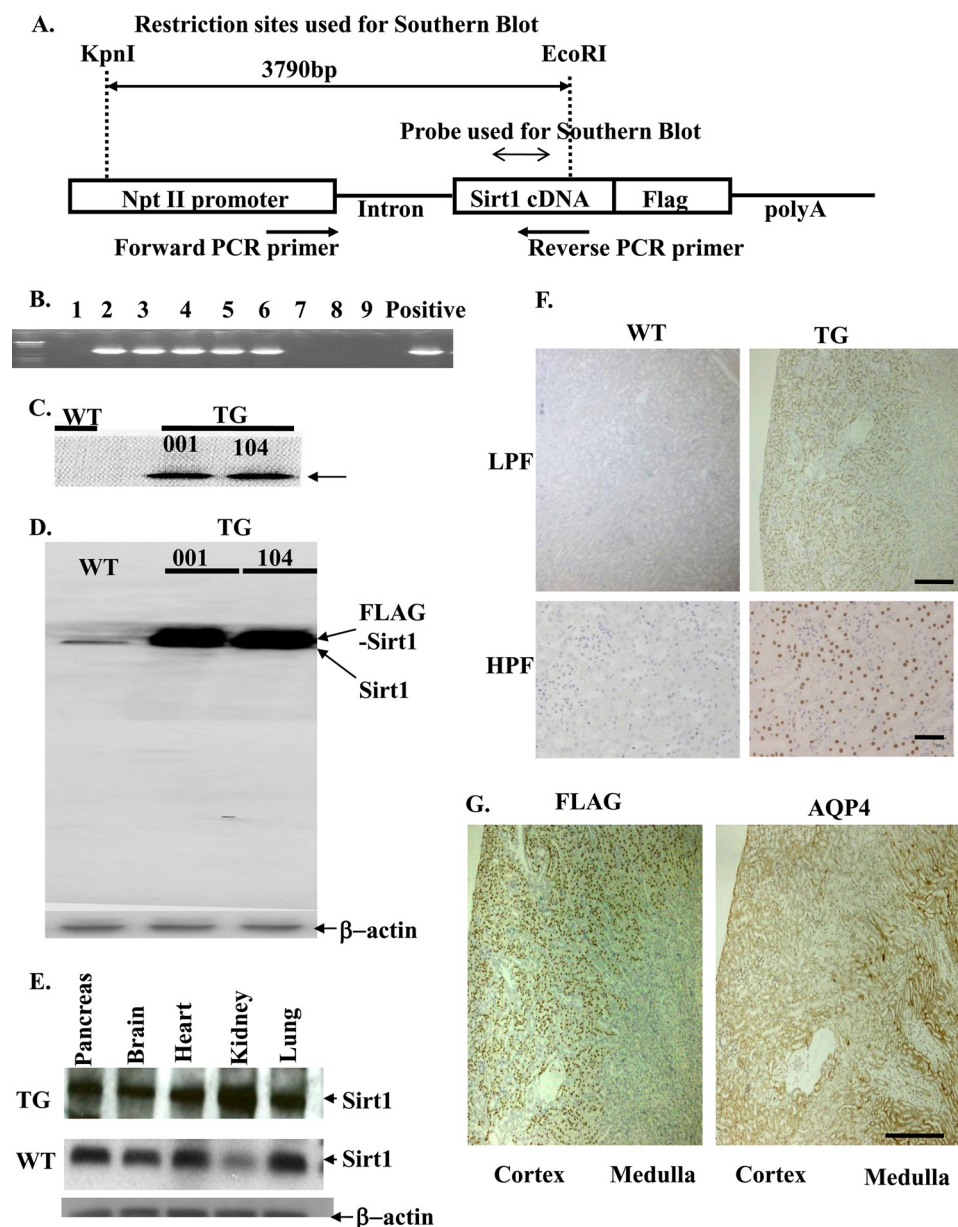 A. Restriction sites used for Southern Blot
KpnI EcoRI
3790bp
Probe used for Southern Blot
Npt II promoter Intron Sirt1 cDNA Flag polyA
Forward PCR primer Reverse PCR primer
B. 1 2 3 4 5 6 7 8 9 Positive
C. WT TG
001 104
D. TG
WT 001 104
FLAG
-Sirt1
Sirt1
β–actin
E. Pancreas Brain Heart Kidney Lung
TG Sirt1
WT Sirt1
β–actin
F.
WT TG
LPF
HPF
G. FLAG AQP4
Cortex Medulla Cortex Medulla